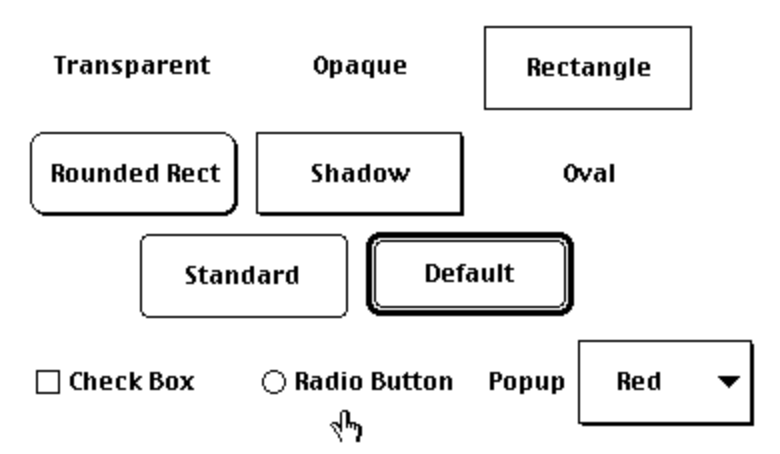 Transparent Opaque Rectangle
Rounded Rect Shadow Oval
Standard Default
Check Box Radio Button Popup Red